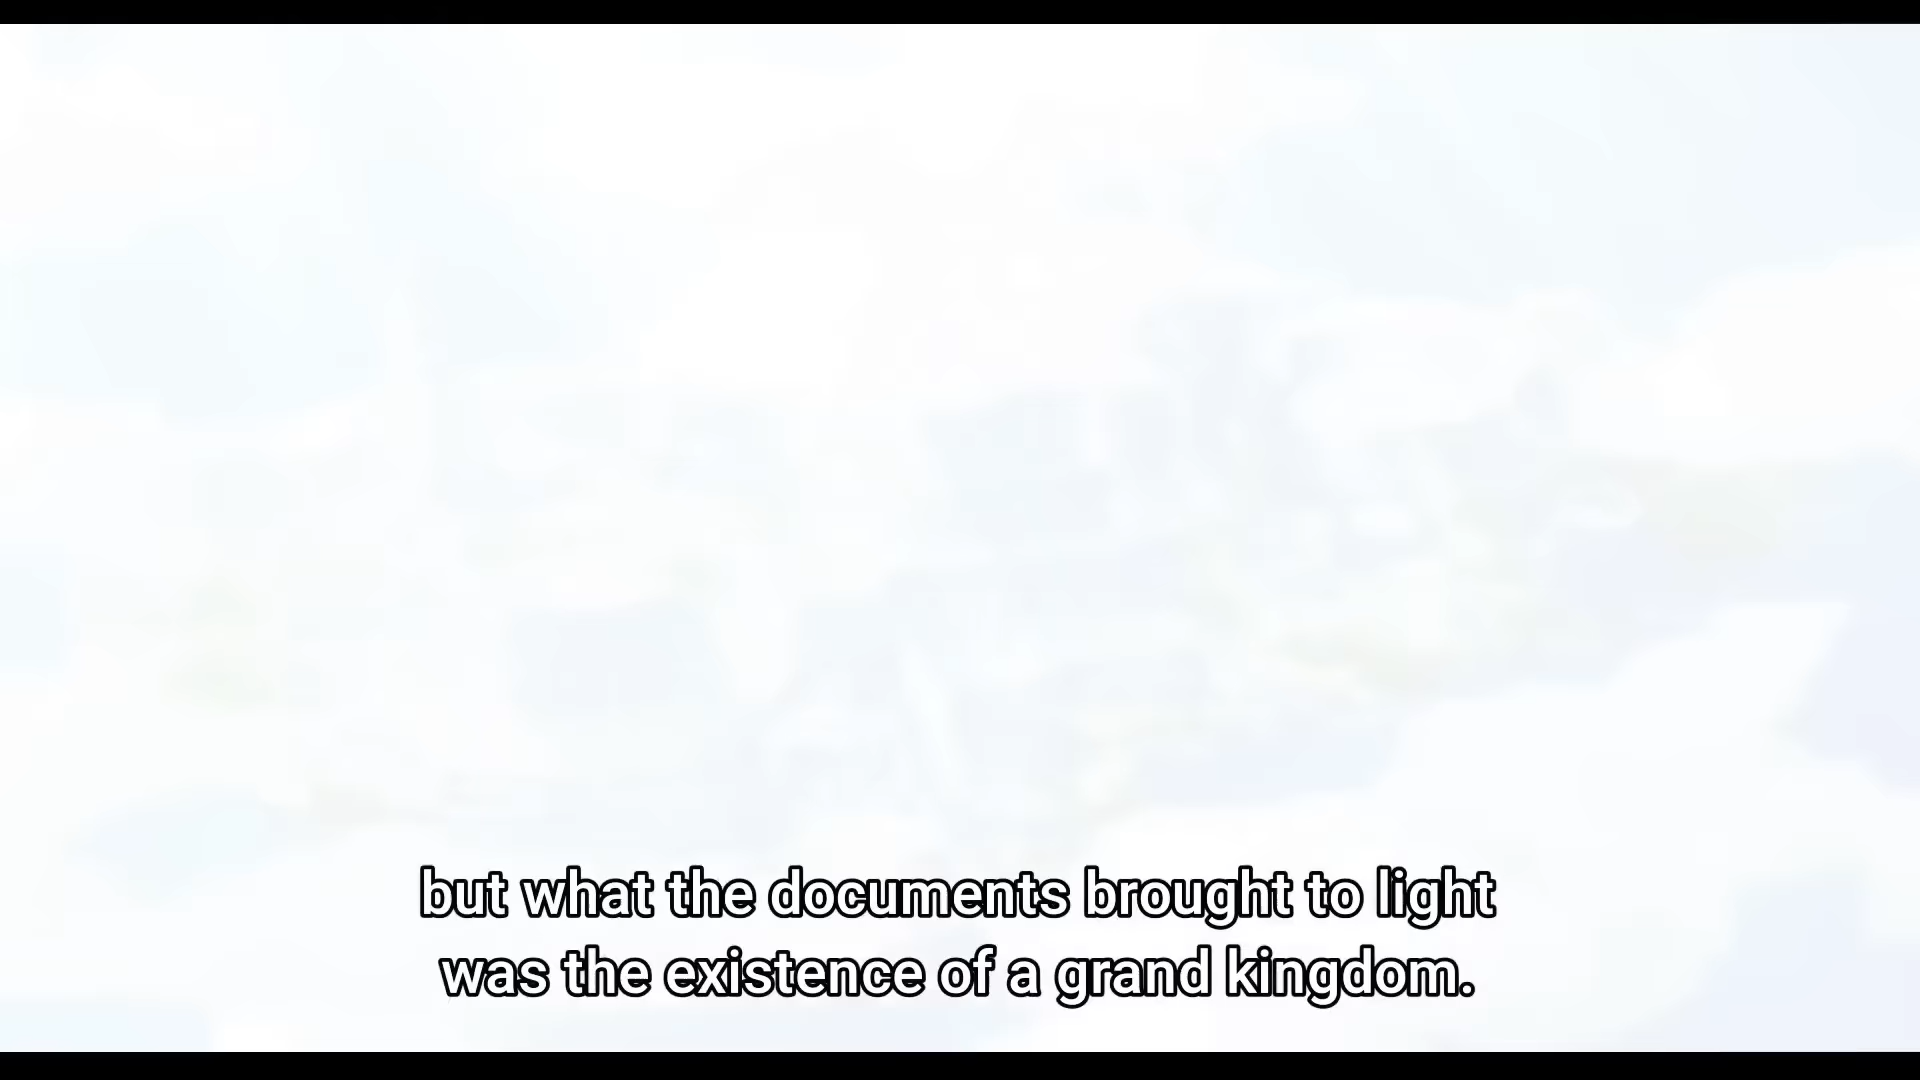 but what the documents brought to light
was the existence of a grand kingdom.